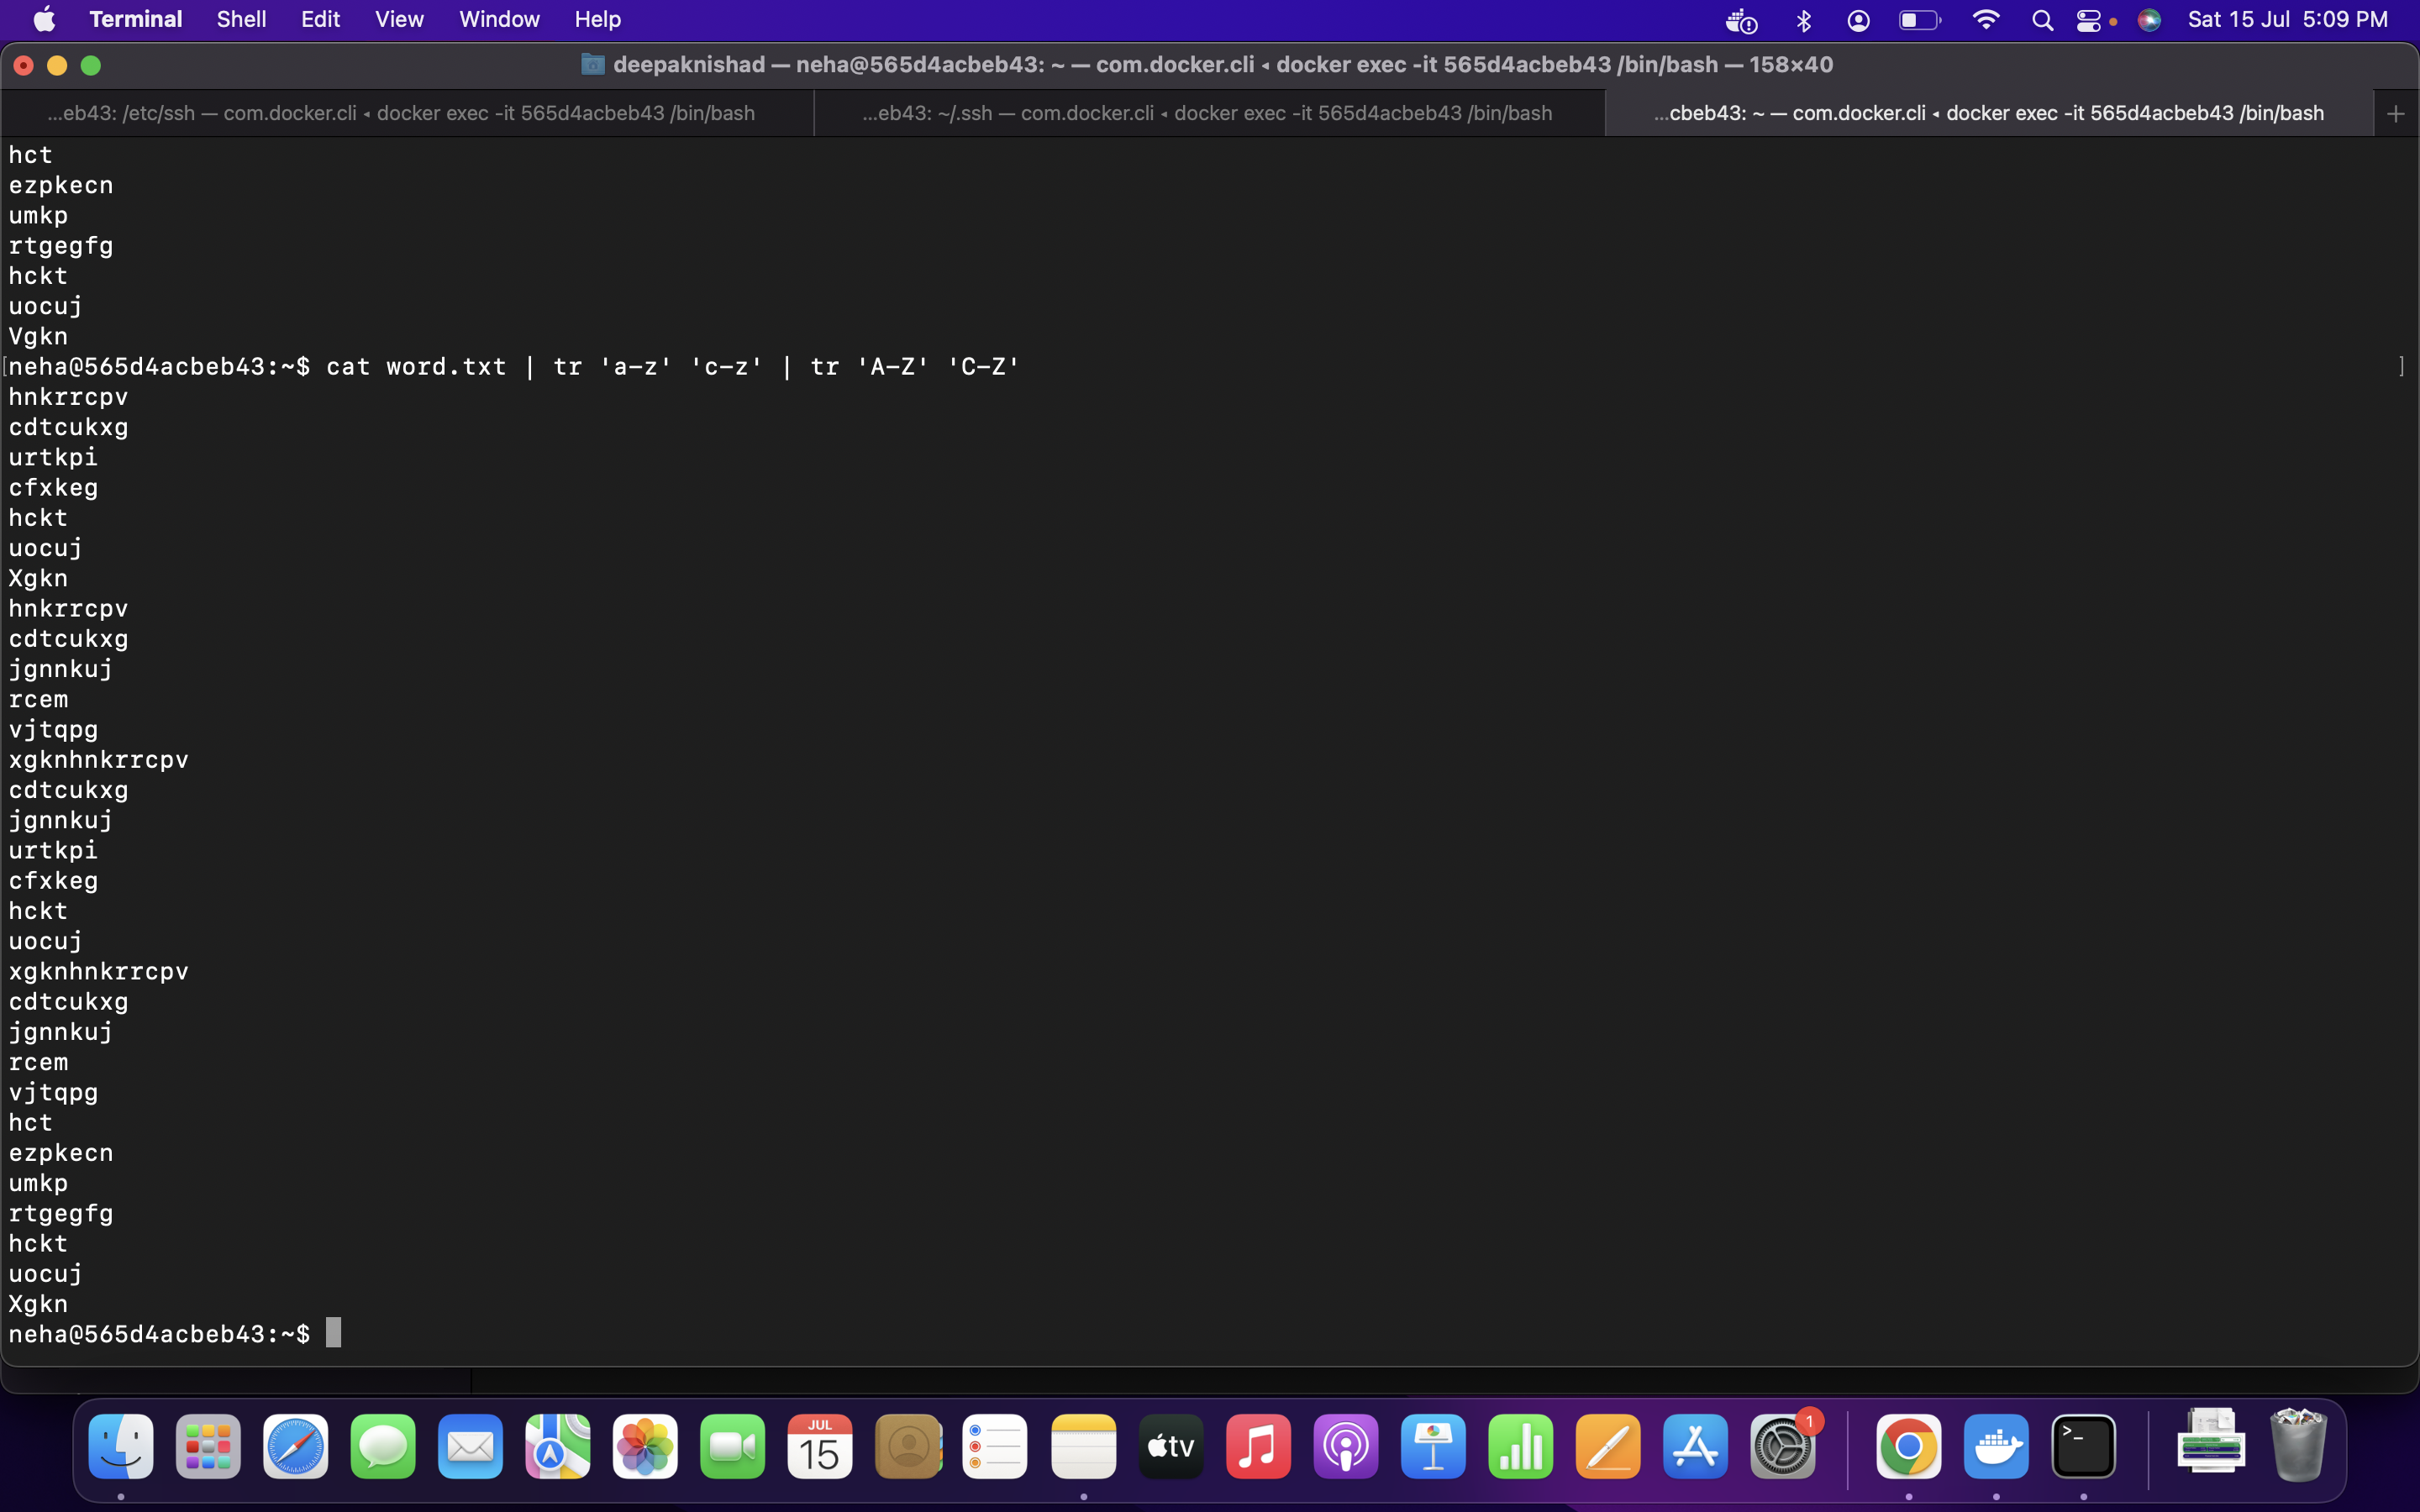 Terminal Shell Edit View Window Help Sat 15 Jul 5:09 PM
deepaknishad — neha@565d4acbeb43: ~ — com.docker.cli ◂ docker exec -it 565d4acbeb43 /bin/bash — 158×40
...eb43: /etc/ssh — com.docker.cli ◂ docker exec -it 565d4acbeb43 /bin/bash ...eb43: ~/.ssh — com.docker.cli ◂ docker exec -it 565d4acbeb43 /bin/bash ...cbeb43: ~ — com.docker.cli ◂ docker exec -it 565d4acbeb43 /bin/bash
hct
ezpkecn
umkp
rtgegfg
hckt
uocuj
Vgkn
[neha@565d4acbeb43:~$ cat word.txt | tr 'a-z' 'c-z' | tr 'A-Z' 'C-Z' ]
hnkrrcpv
cdtcukxg
urtkpi
cfxkeg
hckt
uocuj
Xgkn
hnkrrcpv
cdtcukxg
jgnnkuj
rcem
vjtqpg
xgknhnkrrcpv
cdtcukxg
jgnnkuj
urtkpi
cfxkeg
hckt
uocuj
xgknhnkrrcpv
cdtcukxg
jgnnkuj
rcem
vjtqpg
hct
ezpkecn
umkp
rtgegfg
hckt
uocuj
Xgkn
neha@565d4acbeb43:~$
JUL
15
tv
1
>_